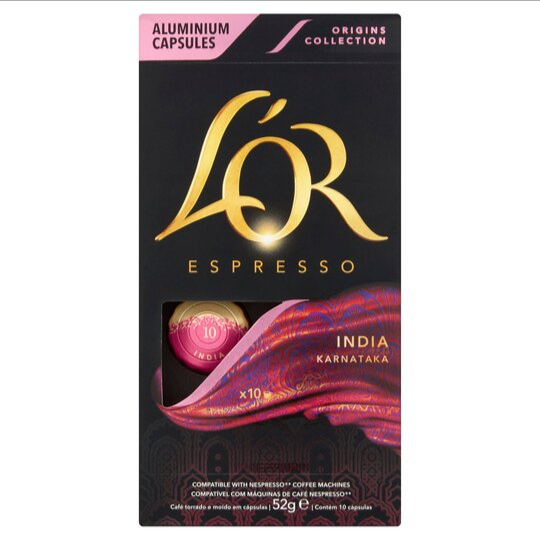 ALUMINIUM
CAPSULES
ORIGINS
COLLECTION
L'OR
ESPRESSO
10
INDIA
INDIA
KARNATAKA
x10
COMPATIBLE WITH NESPRESSO** COFFEE MACHINES
COMPATÍVEL COM MÁQUINAS DE CAFÉ NESPRESSO**
Café torrado e moído em cápsulas | 52g e | Contém 10 cápsulas